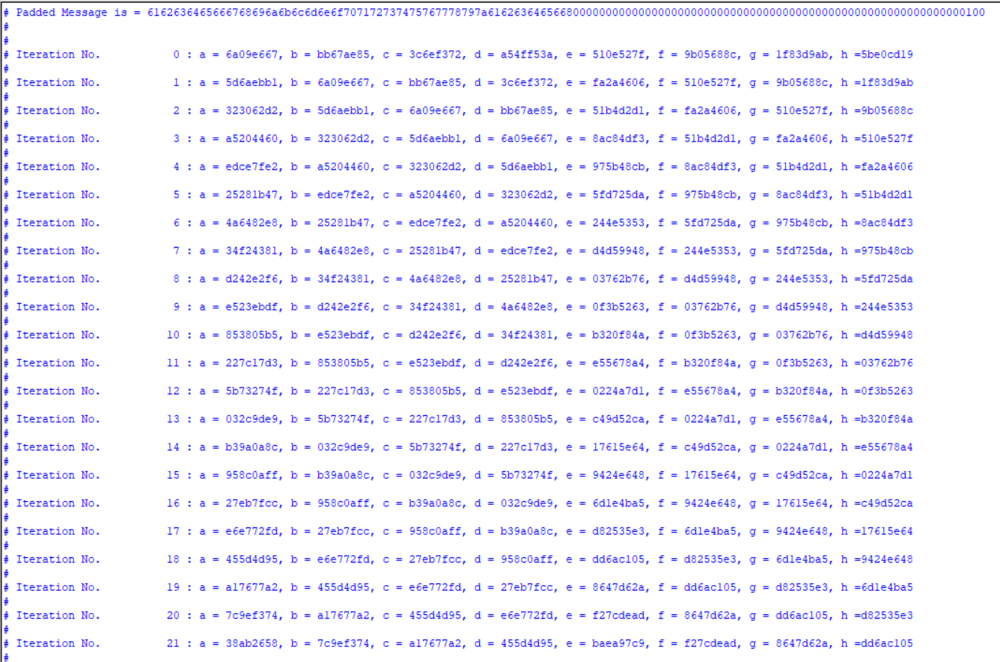 # Padded Message is = 6162636465666768696a6b6c6d6e6f707172737475767778797a6162636465668000000000000000000000000000000000000000000000000000000000000100
#
#
# Iteration No.           0 : a = 6a09e667, b = bb67ae85, c = 3c6ef372, d = a54ff53a, e = 510e527f, f = 9b05688c, g = 1f83d9ab, h =5be0cd19
#
# Iteration No.           1 : a = 5d6aebb1, b = 6a09e667, c = bb67ae85, d = 3c6ef372, e = fa2a4606, f = 510e527f, g = 9b05688c, h =1f83d9ab
#
# Iteration No.           2 : a = 323062d2, b = 5d6aebb1, c = 6a09e667, d = bb67ae85, e = 51b4d2d1, f = fa2a4606, g = 510e527f, h =9b05688c
#
# Iteration No.           3 : a = a5204460, b = 323062d2, c = 5d6aebb1, d = 6a09e667, e = 8ac84df3, f = 51b4d2d1, g = fa2a4606, h =510e527f
#
# Iteration No.           4 : a = edce7fe2, b = a5204460, c = 323062d2, d = 5d6aebb1, e = 975b48cb, f = 8ac84df3, g = 51b4d2d1, h =fa2a4606
#
# Iteration No.           5 : a = 25281b47, b = edce7fe2, c = a5204460, d = 323062d2, e = 5fd725da, f = 975b48cb, g = 8ac84df3, h =51b4d2d1
#
# Iteration No.           6 : a = 4a6482e8, b = 25281b47, c = edce7fe2, d = a5204460, e = 244e5353, f = 5fd725da, g = 975b48cb, h =8ac84df3
#
# Iteration No.           7 : a = 34f24381, b = 4a6482e8, c = 25281b47, d = edce7fe2, e = d4d59948, f = 244e5353, g = 5fd725da, h =975b48cb
#
# Iteration No.           8 : a = d242e2f6, b = 34f24381, c = 4a6482e8, d = 25281b47, e = 03762b76, f = d4d59948, g = 244e5353, h =5fd725da
#
# Iteration No.           9 : a = e523ebdf, b = d242e2f6, c = 34f24381, d = 4a6482e8, e = 0f3b5263, f = 03762b76, g = d4d59948, h =244e5353
#
# Iteration No.          10 : a = 853805b5, b = e523ebdf, c = d242e2f6, d = 34f24381, e = b320f84a, f = 0f3b5263, g = 03762b76, h =d4d59948
#
# Iteration No.          11 : a = 227c17d3, b = 853805b5, c = e523ebdf, d = d242e2f6, e = e55678a4, f = b320f84a, g = 0f3b5263, h =03762b76
#
# Iteration No.          12 : a = 5b73274f, b = 227c17d3, c = 853805b5, d = e523ebdf, e = 0224a7d1, f = e55678a4, g = b320f84a, h =0f3b5263
#
# Iteration No.          13 : a = 032c9de9, b = 5b73274f, c = 227c17d3, d = 853805b5, e = c49d52ca, f = 0224a7d1, g = e55678a4, h =b320f84a
#
# Iteration No.          14 : a = b39a0a8c, b = 032c9de9, c = 5b73274f, d = 227c17d3, e = 17615e64, f = c49d52ca, g = 0224a7d1, h =e55678a4
#
# Iteration No.          15 : a = 958c0aff, b = b39a0a8c, c = 032c9de9, d = 5b73274f, e = 9424e648, f = 17615e64, g = c49d52ca, h =0224a7d1
#
# Iteration No.          16 : a = 27eb7fcc, b = 958c0aff, c = b39a0a8c, d = 032c9de9, e = 6d1e4ba5, f = 9424e648, g = 17615e64, h =c49d52ca
#
# Iteration No.          17 : a = e6e772fd, b = 27eb7fcc, c = 958c0aff, d = b39a0a8c, e = d82535e3, f = 6d1e4ba5, g = 9424e648, h =17615e64
#
# Iteration No.          18 : a = 455d4d95, b = e6e772fd, c = 27eb7fcc, d = 958c0aff, e = dd6ac105, f = d82535e3, g = 6d1e4ba5, h =9424e648
#
# Iteration No.          19 : a = a17677a2, b = 455d4d95, c = e6e772fd, d = 27eb7fcc, e = 8647d62a, f = dd6ac105, g = d82535e3, h =6d1e4ba5
#
# Iteration No.          20 : a = 7c9ef374, b = a17677a2, c = 455d4d95, d = e6e772fd, e = f27cdead, f = 8647d62a, g = dd6ac105, h =d82535e3
#
# Iteration No.          21 : a = 38ab2658, b = 7c9ef374, c = a17677a2, d = 455d4d95, e = baea97c9, f = f27cdead, g = 8647d62a, h =dd6ac105
#